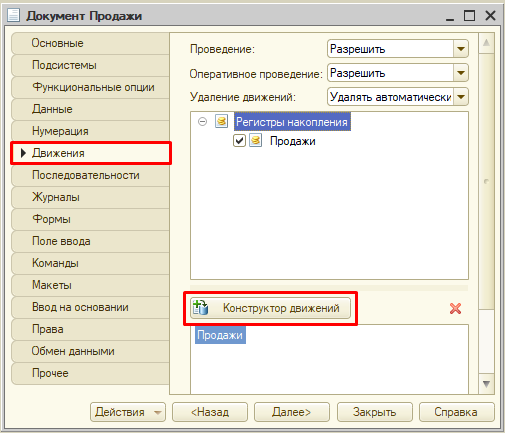 Документ Продажи
Основные
Подсистемы
Функциональные опции
Данные
Нумерация
Движения
Последовательности
Журналы
Формы
Поле ввода
Команды
Макеты
Ввод на основании
Права
Обмен данными
Прочее
Проведение: Разрешить
Оперативное проведение: Разрешить
Удаление движений: Удалять автоматически
Регистры накопления
Продажи
Конструктор движений
Продажи
Действия <Назад Далее> Закрыть Справка